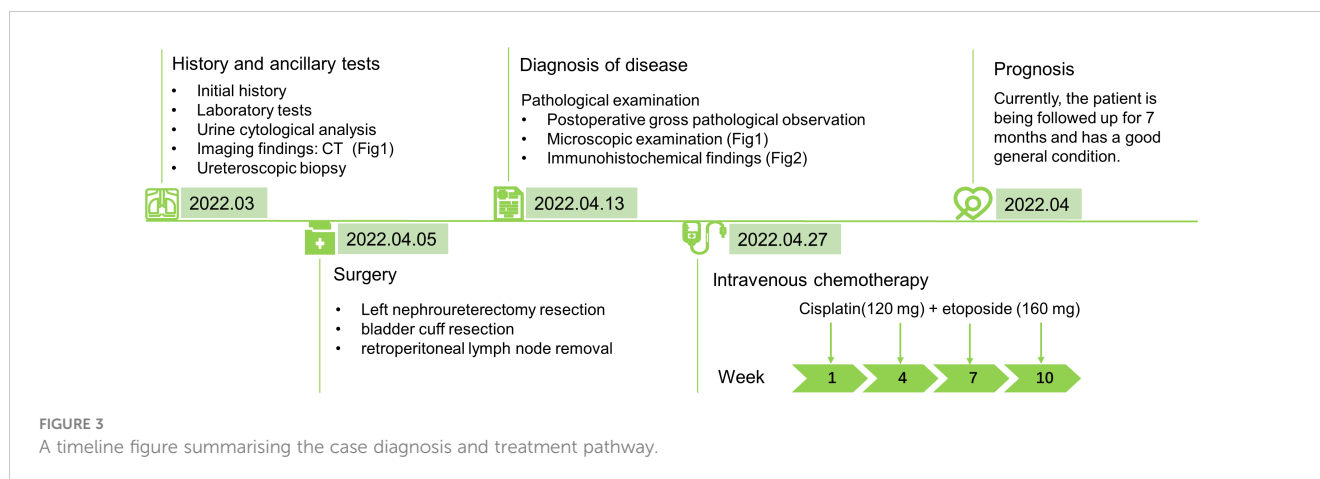 History and ancillary tests
• Initial history
• Laboratory tests
• Urine cytological analysis
• Imaging findings: CT (Fig1)
• Ureteroscopic biopsy
2022.03
2022.04.05
Surgery
• Left nephroureterectomy resection
• bladder cuff resection
• retroperitoneal lymph node removal
Diagnosis of disease
Pathological examination
• Postoperative gross pathological observation
• Microscopic examination (Fig1)
• Immunohistochemical findings (Fig2)
2022.04.13
2022.04.27
Intravenous chemotherapy
Cisplatin(120 mg) + etoposide (160 mg)
Week 1 4 7 10
Prognosis
Currently, the patient is
being followed up for 7
months and has a good
general condition.
2022.04
FIGURE 3
A timeline figure summarising the case diagnosis and treatment pathway.